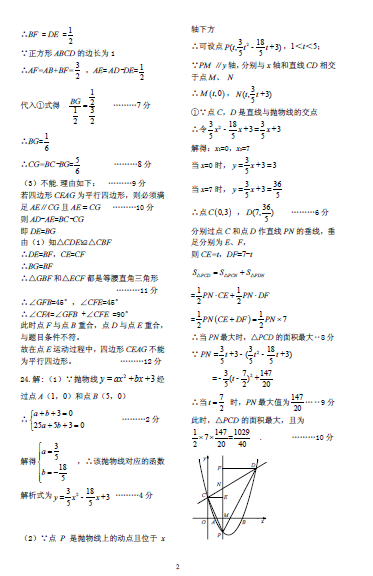 ∴BF = DE = 1/2
∵正方形 ABCD 的边长为 1
∴AF=AB+BF= 3/2 ，AE=AD-DE= 1/2
代入①式得 BG/(1/2) = (1/2)/(3/2) ………7 分
∴BG= 1/6
∴CG=BC-BG= 5/6 ………8 分
（3）不能.理由如下： ………9 分
若四边形 CEAG 为平行四边形，则必须满
足 AE∥CG 且 AE = CG ………10 分
则 AD-AE=BC-CG
即 DE=BG
由（1）知△CDE≌△CBF
∴DE=BF，CE=CF
∴BG=BF
∴△GBF 和△ECF 都是等腰直角三角形
………11 分
∴∠GFB=45°，∠CFE=45°
∴∠CFA=∠GFB +∠CFE =90°
此时点 F 与点 B 重合，点 D 与点 E 重合，
与题目条件不符。
故在点 E 运动过程中，四边形 CEAG 不能
为平行四边形。 ………12 分
24.解：（1）∵抛物线 y = ax² + bx + 3 经
过点 A（1，0）和点 B（5，0）
∴ { a + b + 3 = 0
25a + 5b + 3 = 0 ………2 分
解得 { a = 3/5
b = - 18/5 ，∴该抛物线对应的函数
解析式为 y = 3/5 x² - 18/5 x + 3 ………4 分
（2）∵点 P 是抛物线上的动点且位于 x
轴下方
∴可设点 P(t, 3/5 t² - 18/5 t + 3)，1＜t＜5；
∵PM∥y 轴，分别与 x 轴和直线 CD 相交
于点 M、 N
∴M(t,0)，N(t, 3/5 t + 3)
①∵点 C，D 是直线与抛物线的交点
∴令 3/5 x² - 18/5 x + 3 = 3/5 x + 3
解得：x₁=0，x₂=7
当 x=0 时，y = 3/5 x + 3 = 3
当 x=7 时，y = 3/5 x + 3 = 36/5
∴点 C(0,3) ，D(7, 36/5) ………6 分
分别过点 C 和点 D 作直线 PN 的垂线，垂
足分别为 E、F，
则 CE=t，DF=7-t
S△PCD = S△PCN + S△PDN
= 1/2 PN·CE + 1/2 PN·DF
= 1/2 PN(CE + DF) = 1/2 PN × 7
∴当 PN 最大时，△PCD 的面积最大··8 分
∵ PN = 3/5 t + 3 - (3/5 t² - 18/5 t + 3)
= - 3/5 (t - 7/2)² + 147/20
∴当 t = 7/2 时，PN 最大值为 147/20 ……9 分
此时，△PCD 的面积最大，且为
1/2 × 7 × 147/20 = 1029/40 . ………10 分
y
F D
N
C E
M
O A B x
P
2